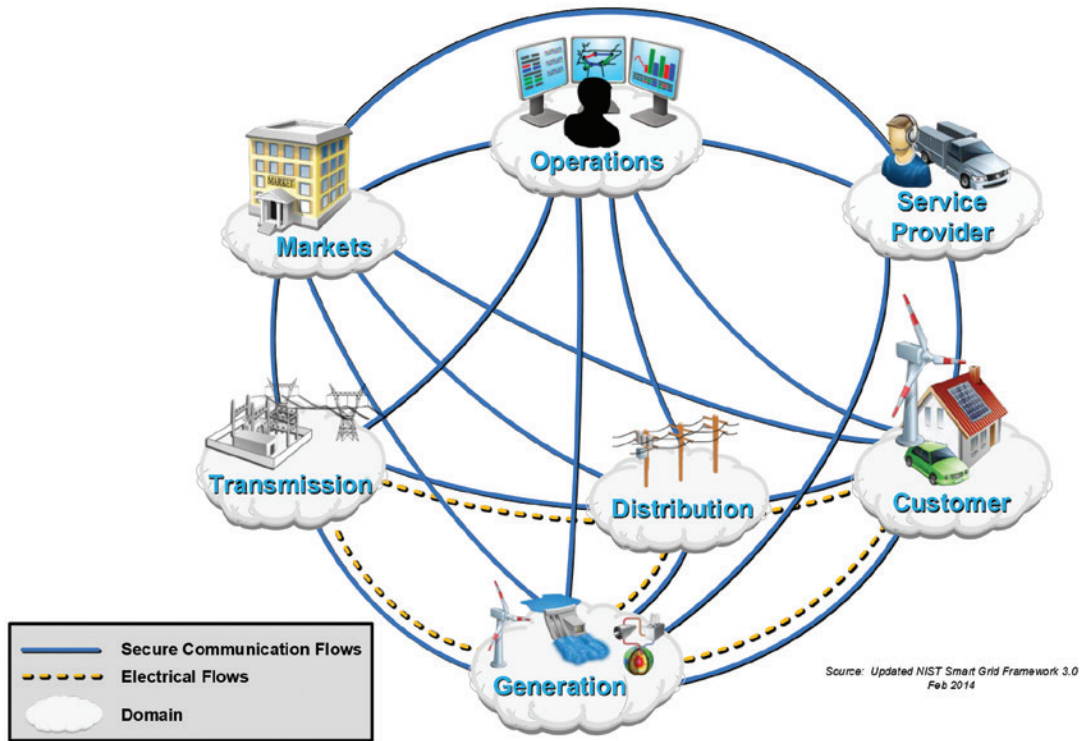 Operations
MARKET
Markets
Service
Provider
Transmission
Distribution
Customer
Generation
Secure Communication Flows
Electrical Flows
Domain
Source: Updated NIST Smart Grid Framework 3.0
Feb 2014